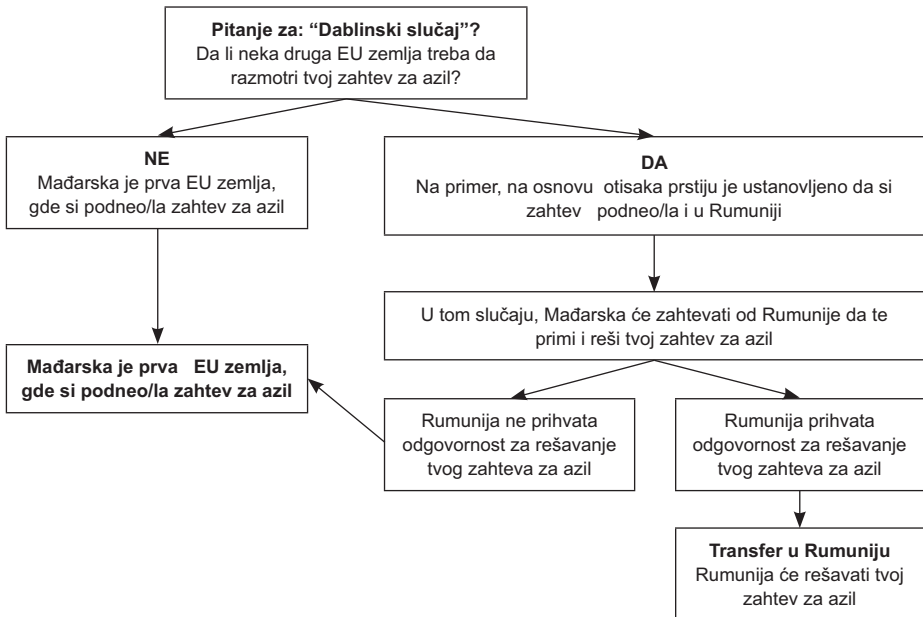 Pitanje za: “Dablinski slučaj”?
Da li neka druga EU zemlja treba da
razmotri tvoj zahtev za azil?
NE
Mađarska je prva EU zemlja,
gde si podneo/la zahtev za azil
DA
Na primer, na osnovu otisaka prstiju je ustanovljeno da si
zahtev podneo/la i u Rumuniji
U tom slučaju, Mađarska će zahtevati od Rumunije da te
primi i reši tvoj zahtev za azil
Mađarska je prva EU zemlja,
gde si podneo/la zahtev za azil
Rumunija ne prihvata
odgovornost za rešavanje
tvog zahteva za azil
Rumunija prihvata
odgovornost za rešavanje
tvog zahteva za azil
Transfer u Rumuniju
Rumunija će rešavati tvoj
zahtev za azil